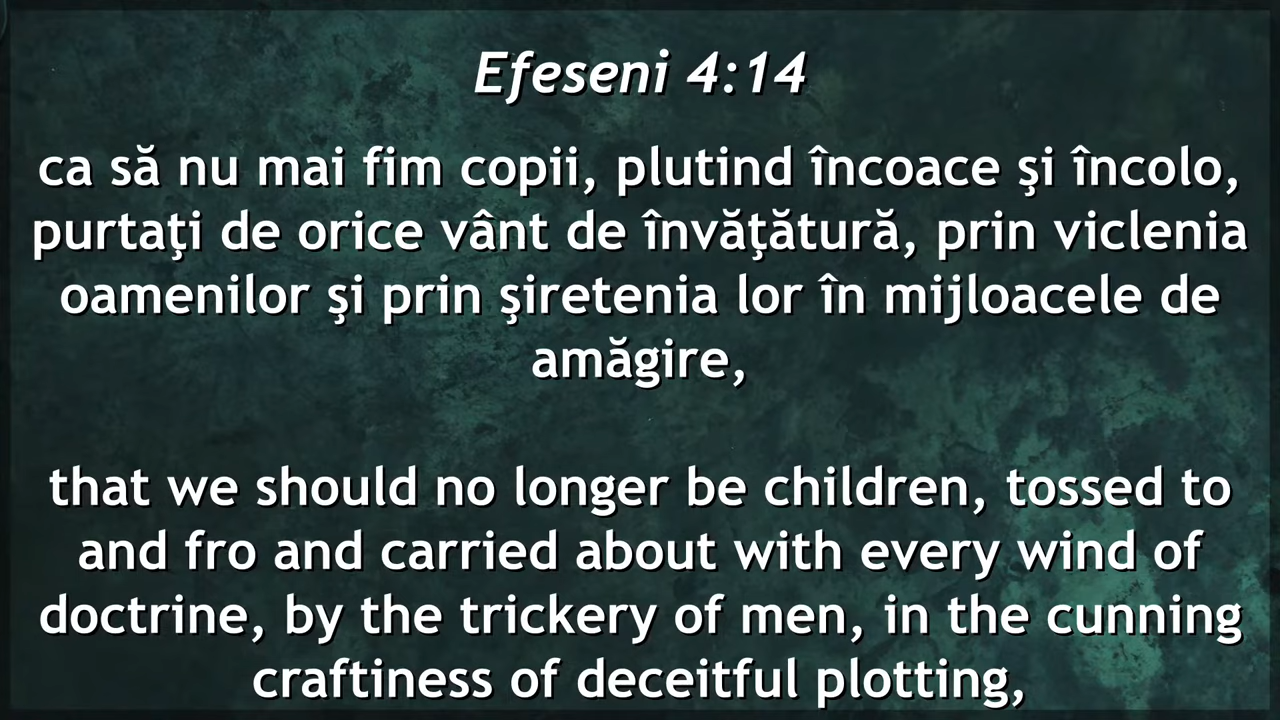 Efeseni 4:14
ca să nu mai fim copii, plutind încoace şi încolo,
purtaţi de orice vânt de învăţătură, prin viclenia
oamenilor şi prin şiretenia lor în mijloacele de
amăgire,
that we should no longer be children, tossed to
and fro and carried about with every wind of
doctrine, by the trickery of men, in the cunning
craftiness of deceitful plotting,